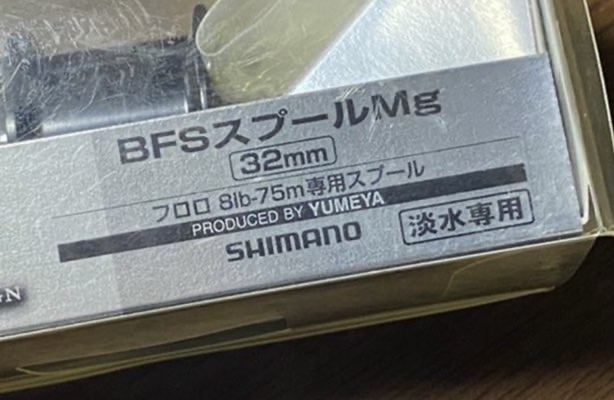 BFSスプールMg
32mm
フロロ 8lb-75m専用スプール
PRODUCED BY YUMEYA
SHIMANO
淡水専用